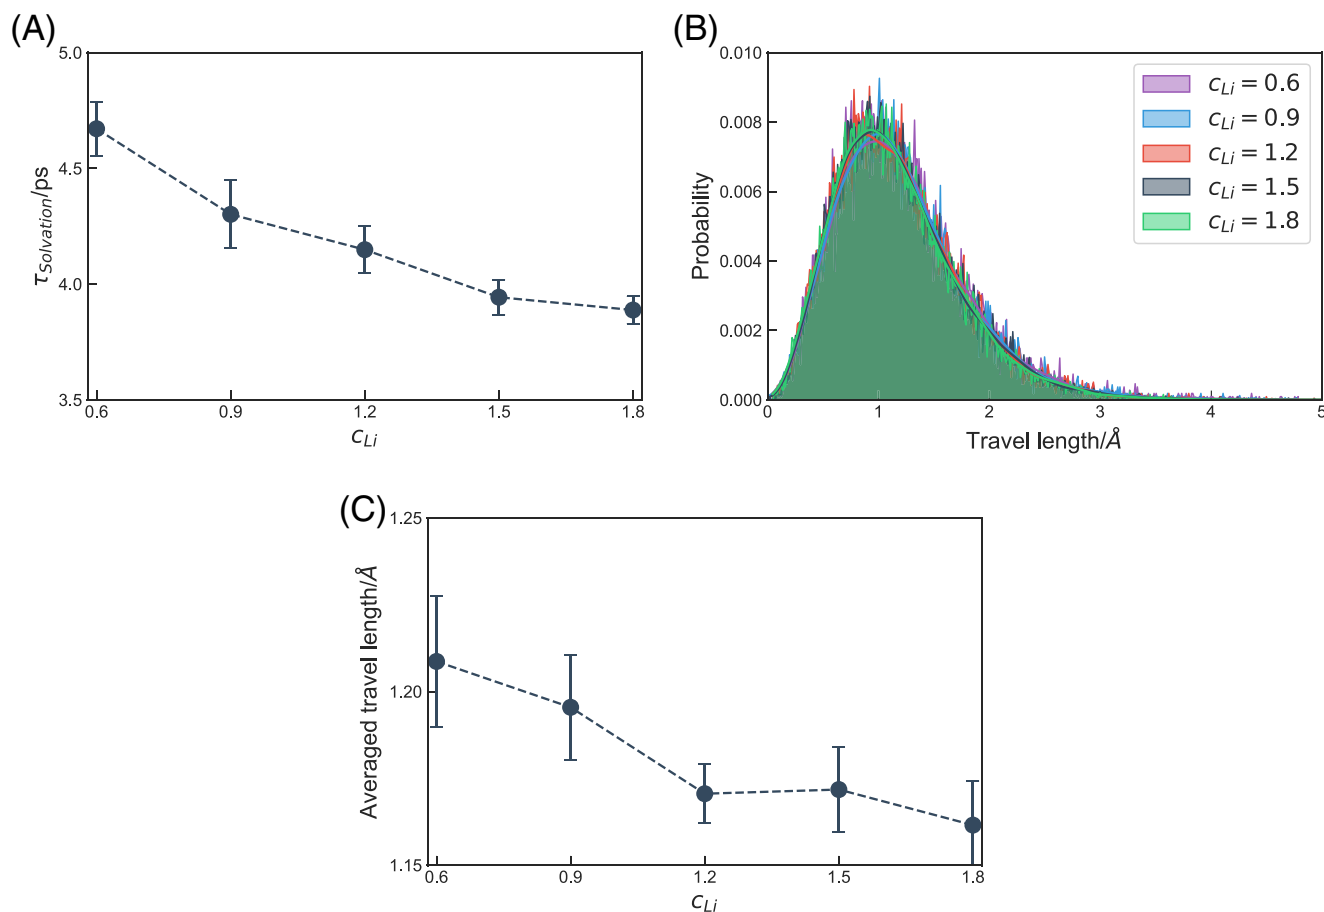 (A)
5.0
4.5
4.0
3.5
τSolvation/ps
0.6 0.9 1.2 1.5 1.8
cLi
(B)
0.010
0.008
0.006
0.004
0.002
0.000
Probability
cLi = 0.6
cLi = 0.9
cLi = 1.2
cLi = 1.5
cLi = 1.8
0 1 2 3 4 5
Travel length/Å
(C)
1.25
1.20
1.15
Averaged travel length/Å
0.6 0.9 1.2 1.5 1.8
cLi